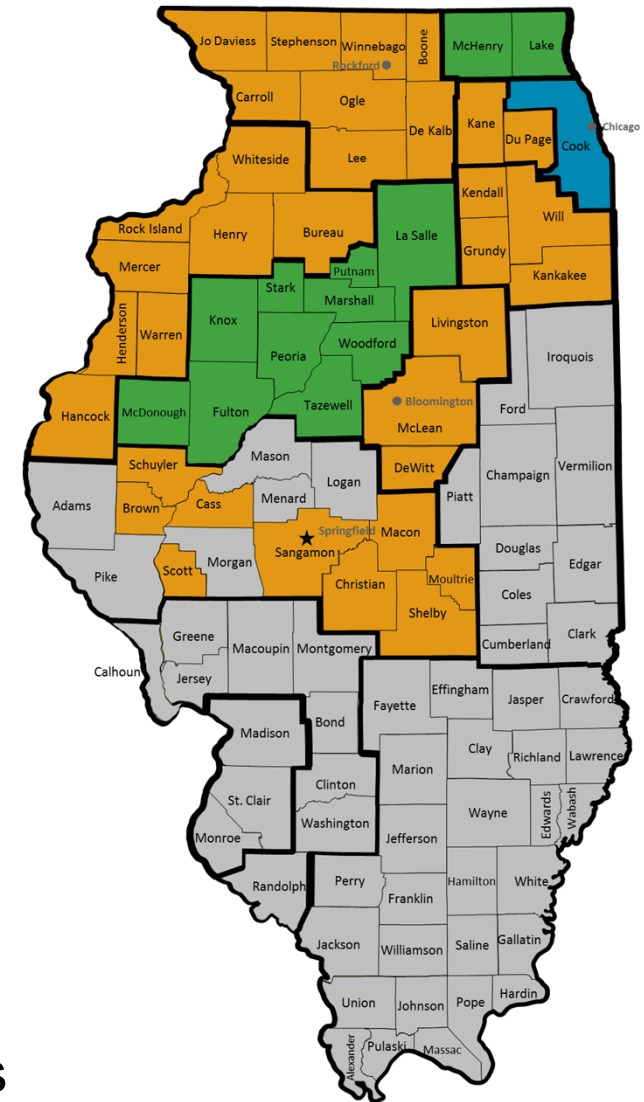 Jo Daviess
Stephenson
Winnebago
Boone
McHenry
Lake
Rockford
Carroll
Ogle
De Kalb
Kane
Du Page
Cook
Chicago
Whiteside
Lee
Kendall
Will
Rock Island
Henry
Bureau
La Salle
Grundy
Mercer
Putnam
Kankakee
Stark
Marshall
Henderson
Warren
Knox
Livingston
Peoria
Woodford
Iroquois
Hancock
McDonough
Fulton
Tazewell
Bloomington
McLean
Ford
Schuyler
Mason
Logan
DeWitt
Champaign
Vermilion
Adams
Brown
Cass
Menard
Piatt
Springfield
Sangamon
Macon
Douglas
Edgar
Pike
Scott
Morgan
Christian
Moultrie
Coles
Shelby
Greene
Macoupin
Montgomery
Cumberland
Clark
Calhoun
Jersey
Fayette
Effingham
Jasper
Crawford
Madison
Bond
Clay
Richland
Lawrence
Marion
Clinton
St. Clair
Wayne
Edwards
Wabash
Washington
Monroe
Jefferson
Randolph
Perry
Hamilton
White
Franklin
Jackson
Williamson
Saline
Gallatin
Union
Johnson
Pope
Hardin
Alexander
Pulaski
Massac
s